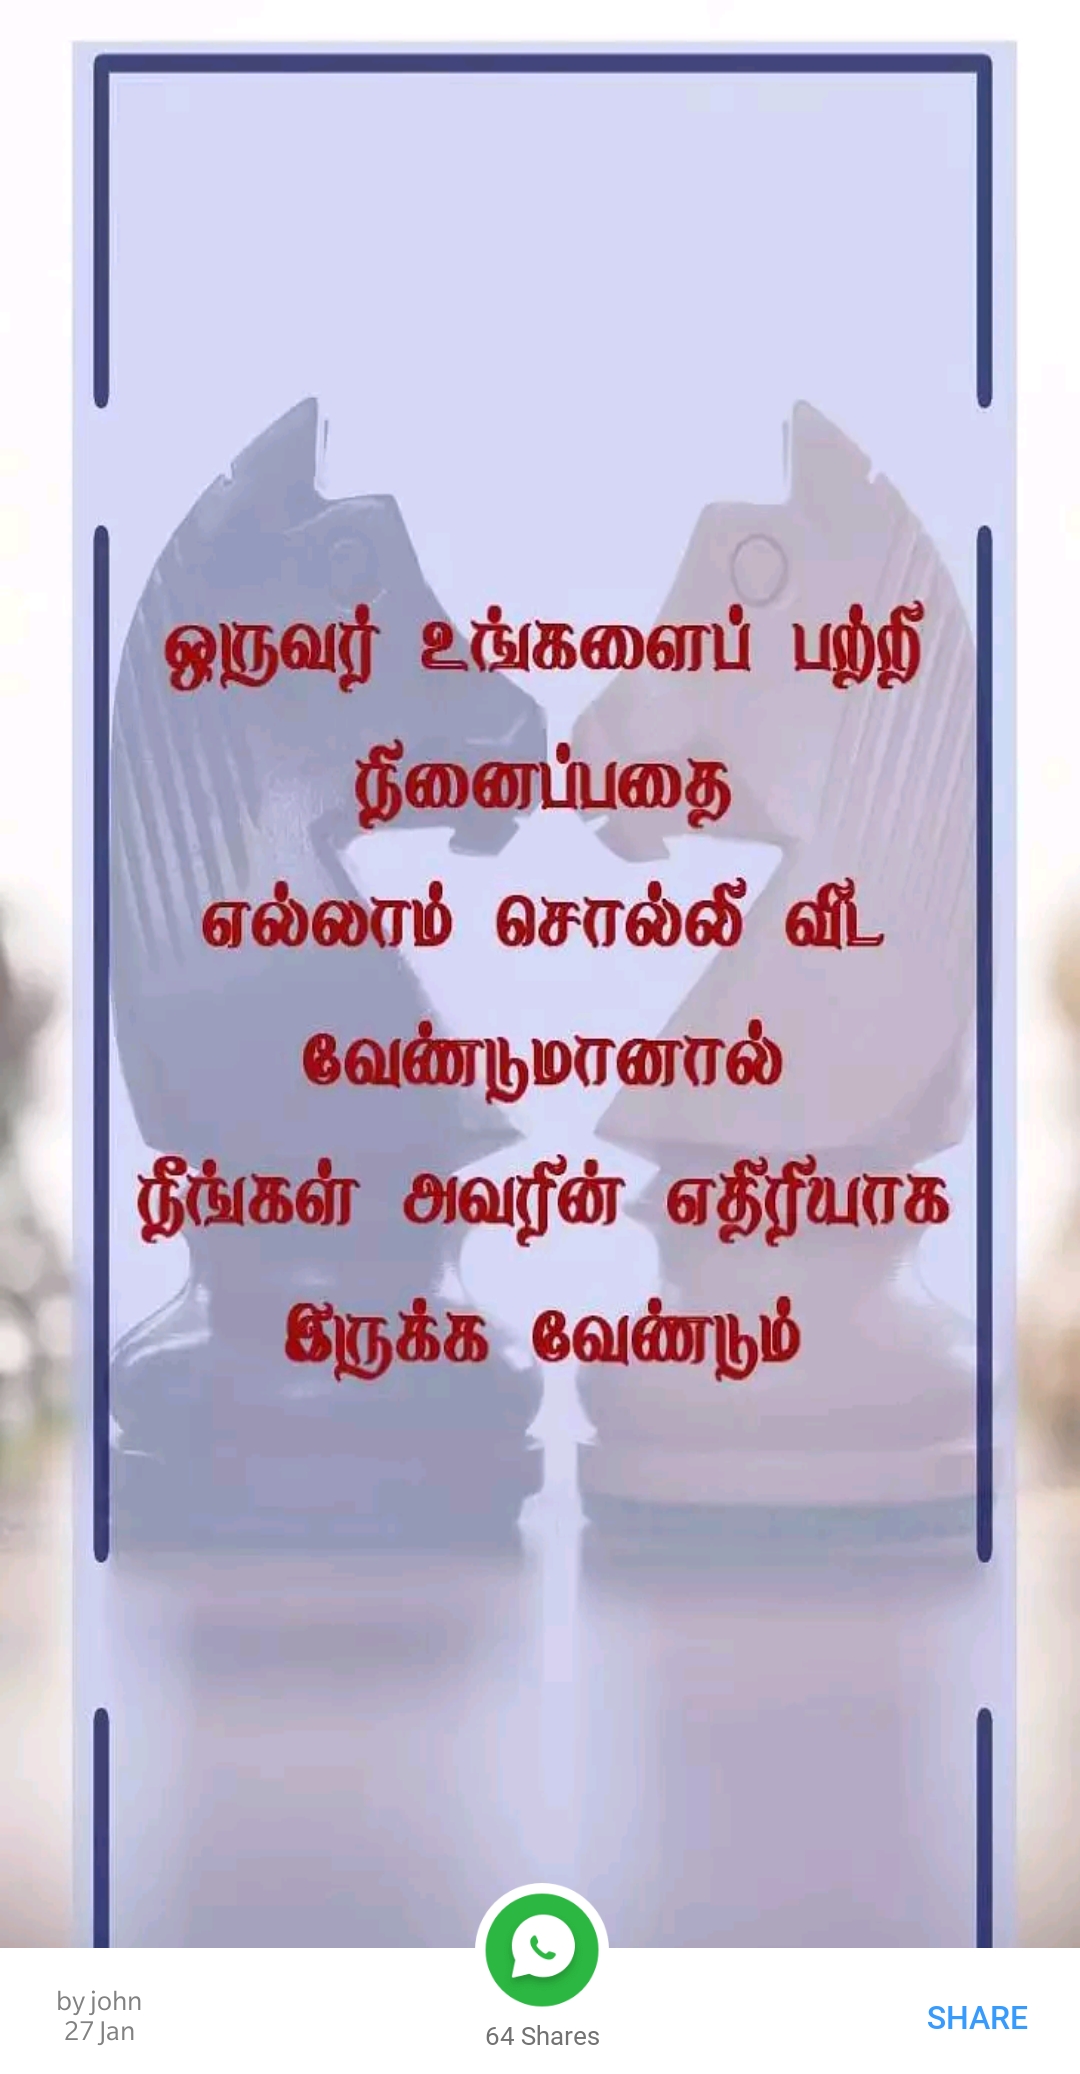 ஒருவர் உங்களைப் பற்றி
நினைப்பதை
எல்லாம் சொல்லி விட
வேண்டுமானால்
நீங்கள் அவரின் எதிரியாக
இருக்க வேண்டும்
by john
27 Jan
64 Shares
SHARE